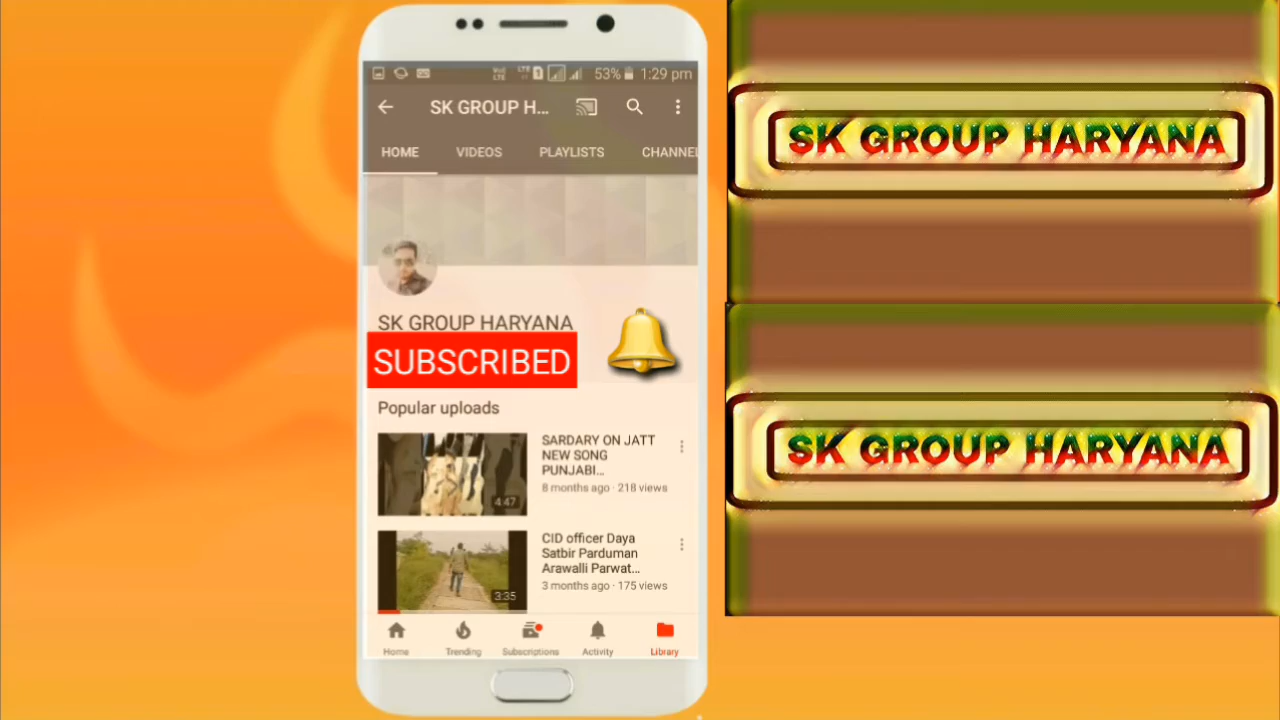 53% 1:29 pm
SK GROUP H...
HOME VIDEOS PLAYLISTS CHANNEL
SK GROUP HARYANA
SUBSCRIBED
Popular uploads
SARDARY ON JATT
NEW SONG
PUNJABI...
8 months ago · 218 views
4:47
CID officer Daya
Satbir Parduman
Arawalli Parwat...
3 months ago · 175 views
3:35
Home Trending Subscriptions Activity Library
SK GROUP HARYANA
SK GROUP HARYANA